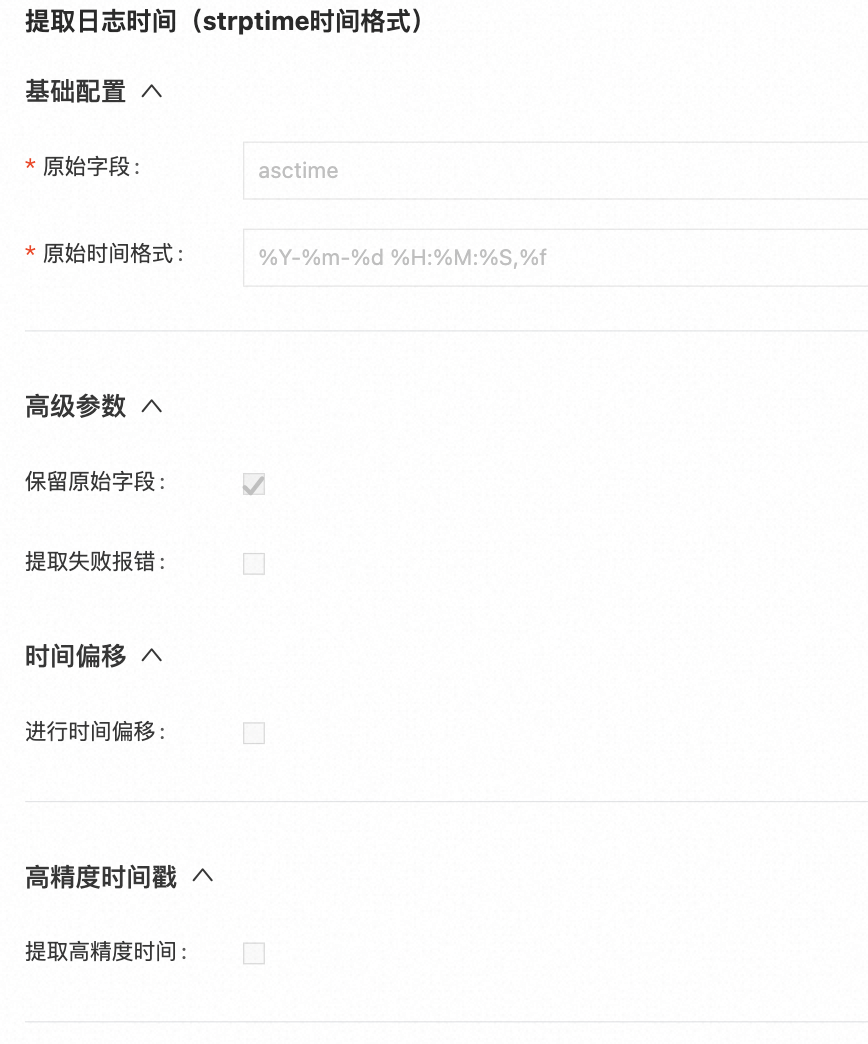 提取日志时间（strptime时间格式）
基础配置
* 原始字段:
asctime
* 原始时间格式:
%Y-%m-%d %H:%M:%S,%f
高级参数
保留原始字段:
提取失败报错:
时间偏移
进行时间偏移:
高精度时间戳
提取高精度时间: